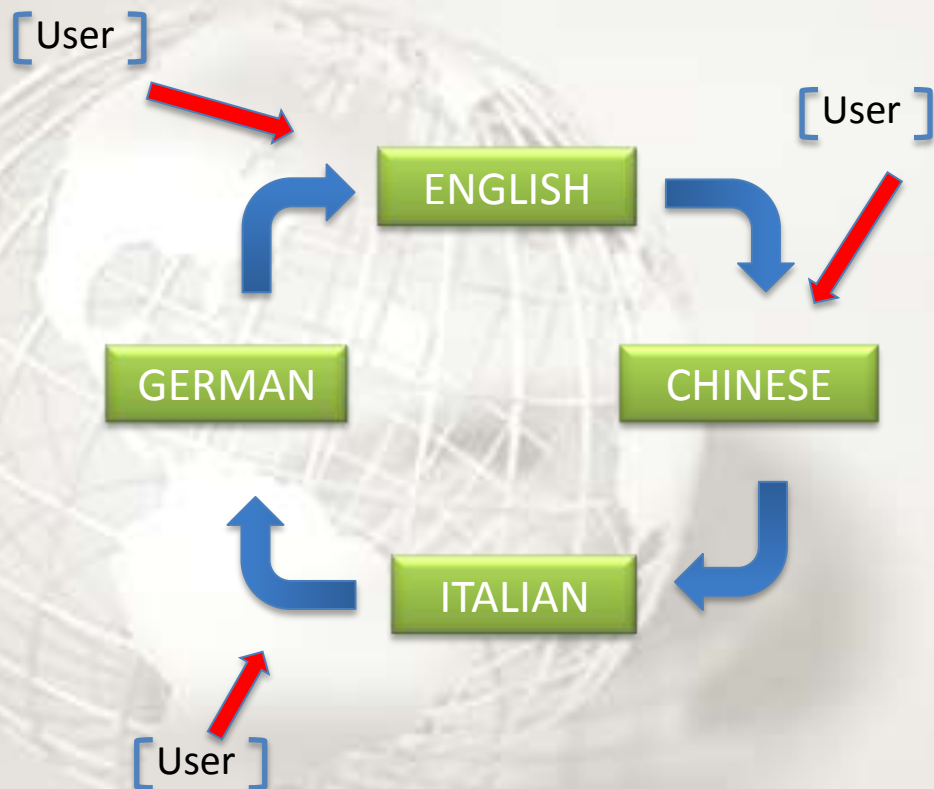 [User ]
[User ]
ENGLISH
GERMAN
CHINESE
ITALIAN
[User ]